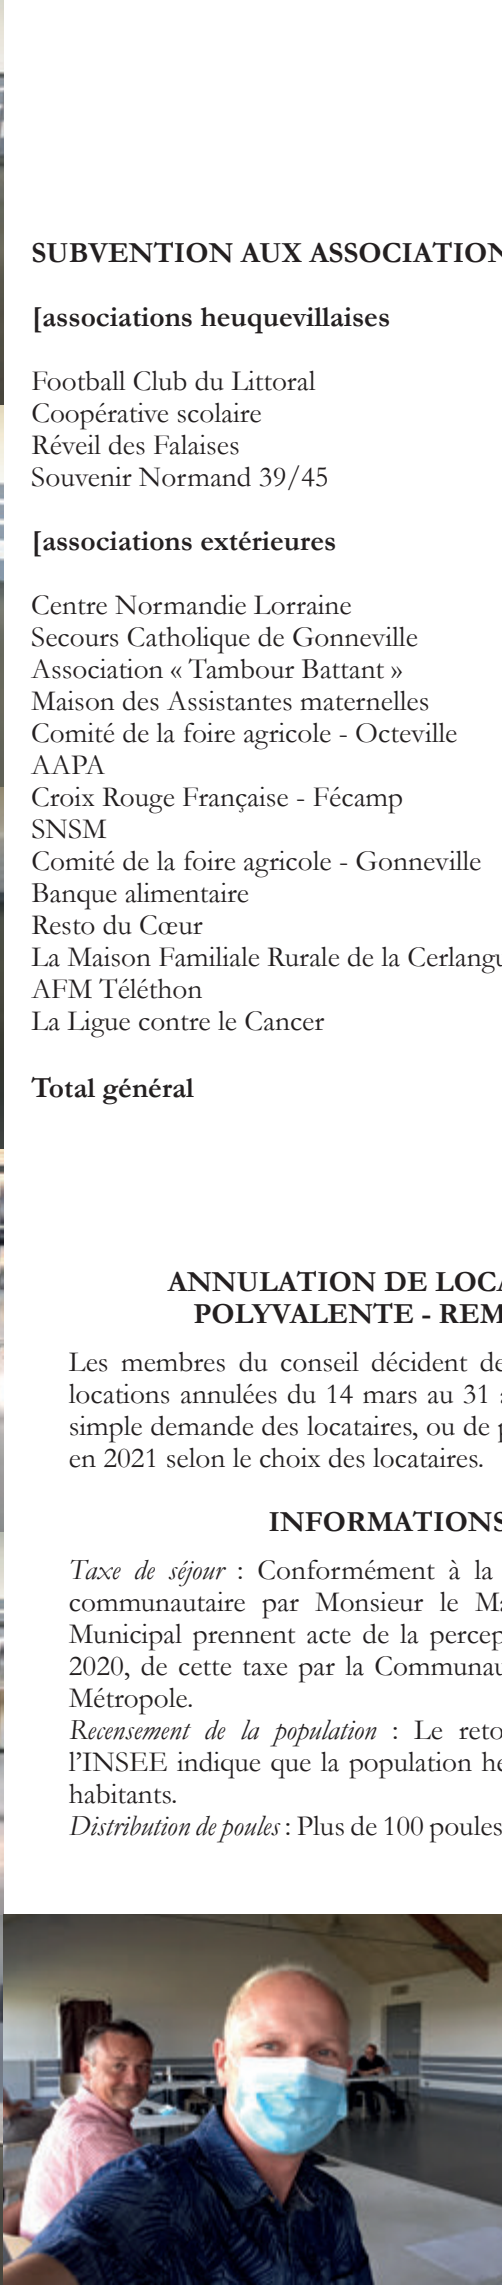 SUBVENTION AUX ASSOCIATION
[associations heuquevillaises
Football Club du Littoral
Coopérative scolaire
Réveil des Falaises
Souvenir Normand 39/45
[associations extérieures
Centre Normandie Lorraine
Secours Catholique de Gonneville
Association « Tambour Battant »
Maison des Assistantes maternelles
Comité de la foire agricole - Octeville
AAPA
Croix Rouge Française - Fécamp
SNSM
Comité de la foire agricole - Gonneville
Banque alimentaire
Resto du Cœur
La Maison Familiale Rurale de la Cerlangu
AFM Téléthon
La Ligue contre le Cancer
Total général
ANNULATION DE LOCA
POLYVALENTE - REM
Les membres du conseil décident de
locations annulées du 14 mars au 31
simple demande des locataires, ou de
en 2021 selon le choix des locataires.
INFORMATIONS
Taxe de séjour : Conformément à la
communautaire par Monsieur le Ma
Municipal prennent acte de la percep
2020, de cette taxe par la Communau
Métropole.
Recensement de la population : Le reto
l'INSEE indique que la population he
habitants.
Distribution de poules : Plus de 100 poules